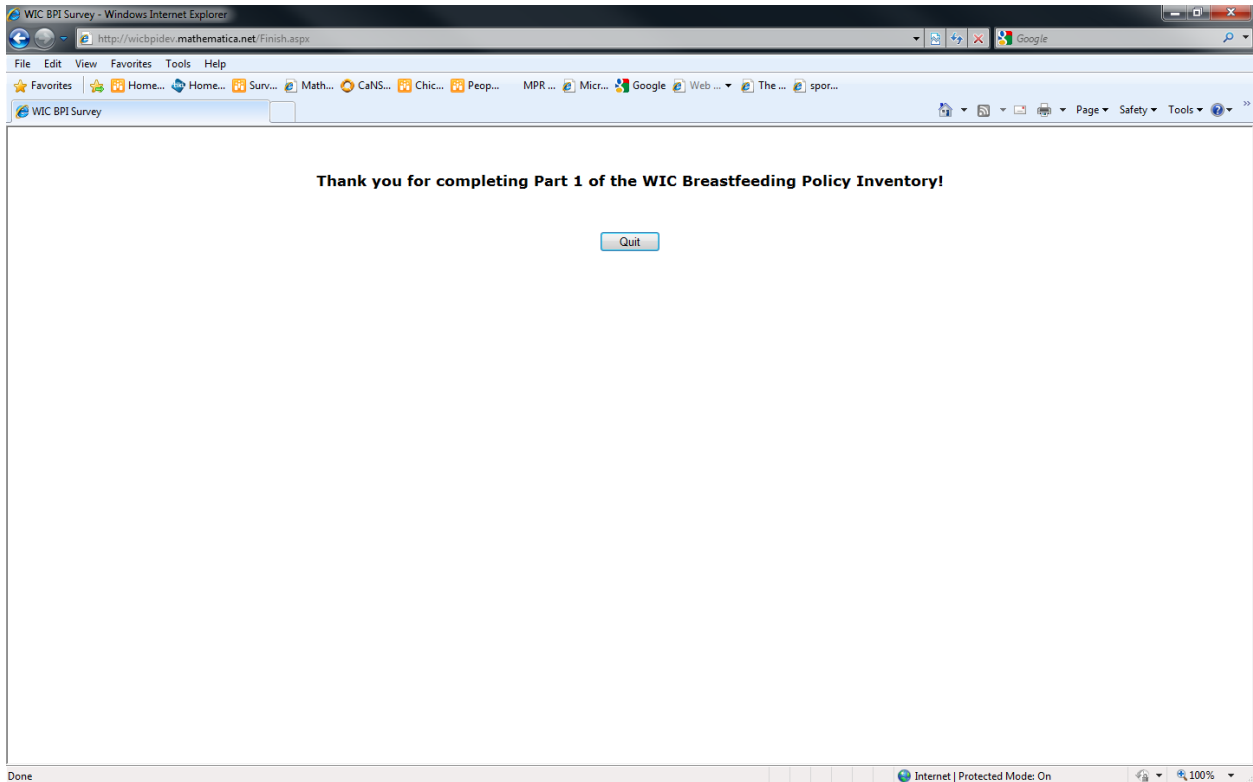 WIC BPI Survey - Windows Internet Explorer
http://wicbpidev.mathematica.net/Finish.aspx
Google
File Edit View Favorites Tools Help
Favorites Home... Home... Surv... Math... CaNS... Chic... Peop... MPR ... Micr... Google Web ... The ... spor...
WIC BPI Survey
Page Safety Tools
Thank you for completing Part 1 of the WIC Breastfeeding Policy Inventory!
Quit
Done
Internet | Protected Mode: On
100%